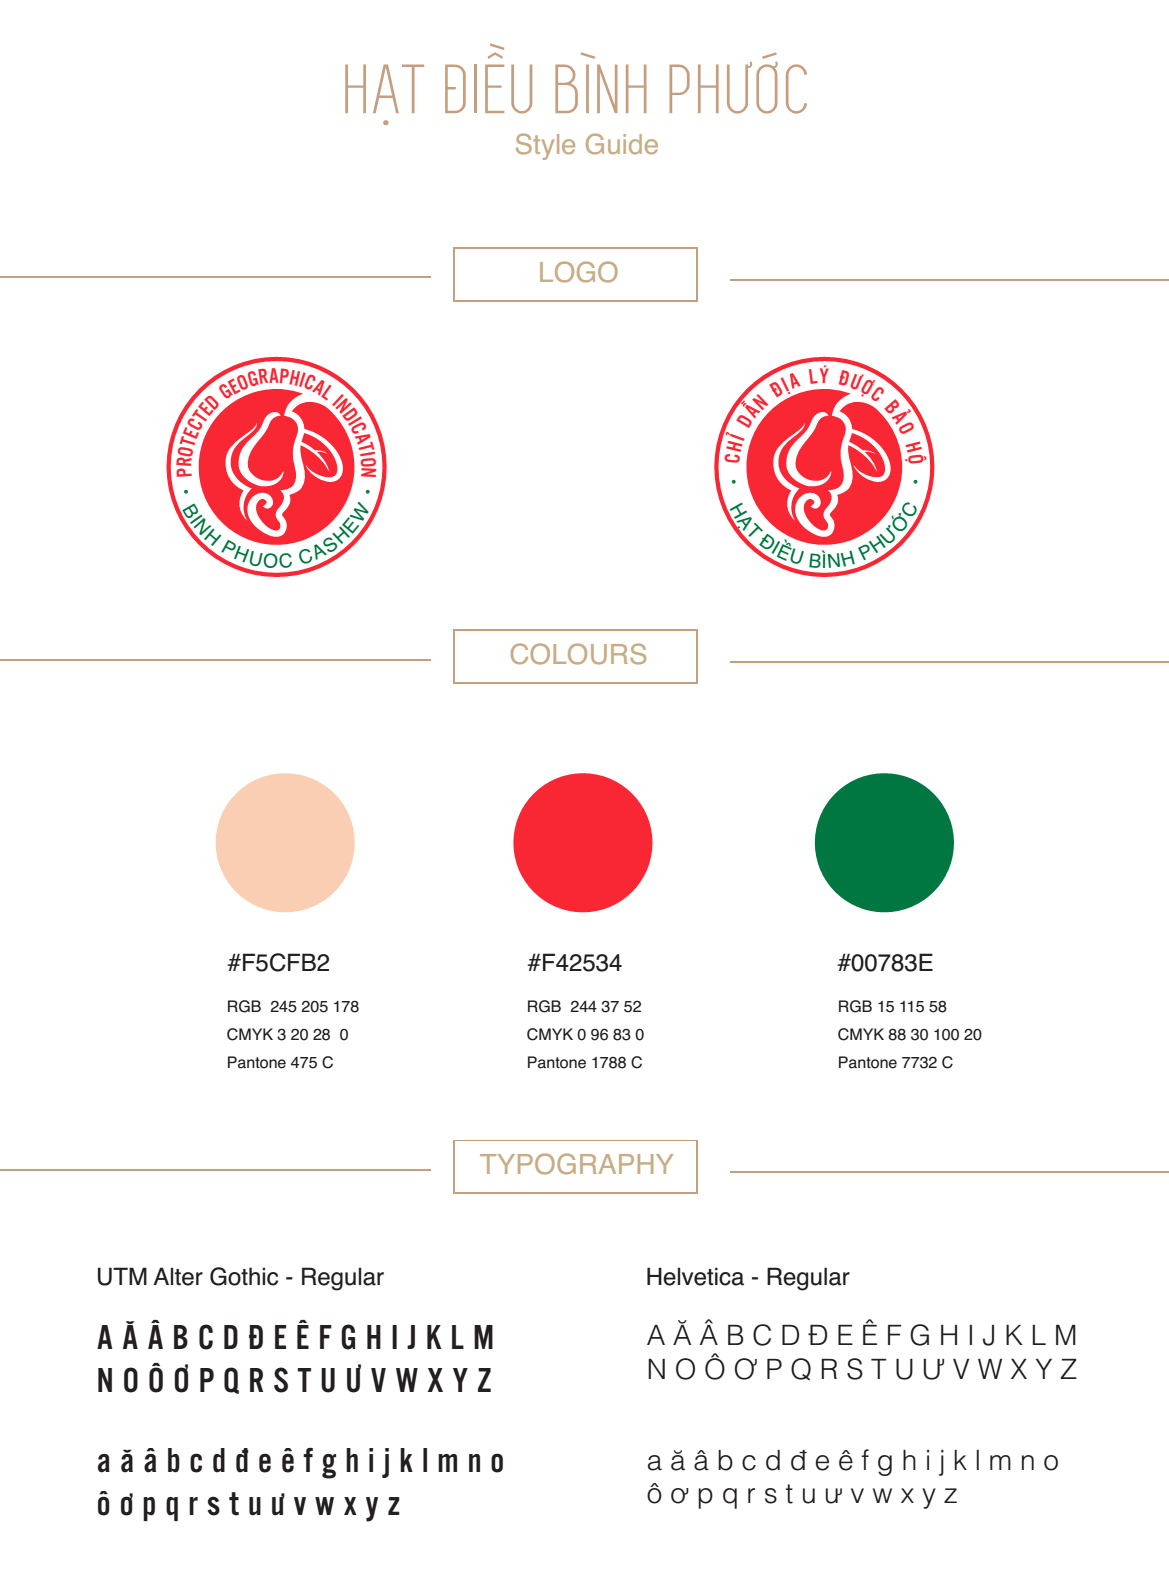 HẠT ĐIỀU BÌNH PHƯỚC
Style Guide
LOGO
PROTECTED GEOGRAPHICAL INDICATION
· BINH PHUOC CASHEW ·
CHỈ DẪN ĐỊA LÝ ĐƯỢC BẢO HỘ
· HẠT ĐIỀU BÌNH PHƯỚC ·
COLOURS
#F5CFB2
RGB 245 205 178
CMYK 3 20 28 0
Pantone 475 C
#F42534
RGB 244 37 52
CMYK 0 96 83 0
Pantone 1788 C
#00783E
RGB 15 115 58
CMYK 88 30 100 20
Pantone 7732 C
TYPOGRAPHY
UTM Alter Gothic - Regular
A Ă Â B C D Đ E Ê F G H I J K L M
N O Ô Ơ P Q R S T U Ư V W X Y Z
a ă â b c d đ e ê f g h i j k l m n o
ô ơ p q r s t u ư v w x y z
Helvetica - Regular
A Ă Â B C D Đ E Ê F G H I J K L M
N O Ô Ơ P Q R S T U Ư V W X Y Z
a ă â b c d đ e ê f g h i j k l m n o
ô ơ p q r s t u ư v w x y z